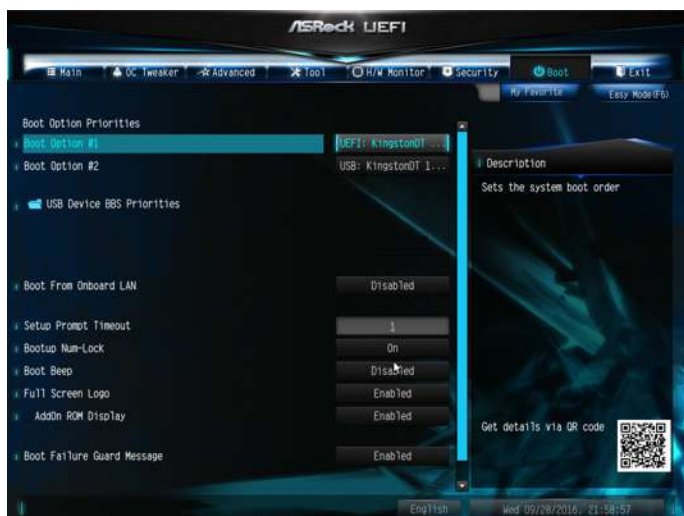 ASRock UEFI
Main OC Tweaker Advanced Tool H/W Monitor Security Boot Exit
My Favorite Easy Mode(F6)
Boot Option Priorities
Boot Option #1 UEFI: KingstonDT ...
Boot Option #2 USB: KingstonDT 1...
USB Device BBS Priorities
Boot From Onboard LAN Disabled
Setup Prompt Timeout 1
Bootup Num-Lock On
Boot Beep Disabled
Full Screen Logo Enabled
AddOn ROM Display Enabled
Boot Failure Guard Message Enabled
Description
Sets the system boot order
Get details via QR code
English Wed 09/28/2016. 21:58:57